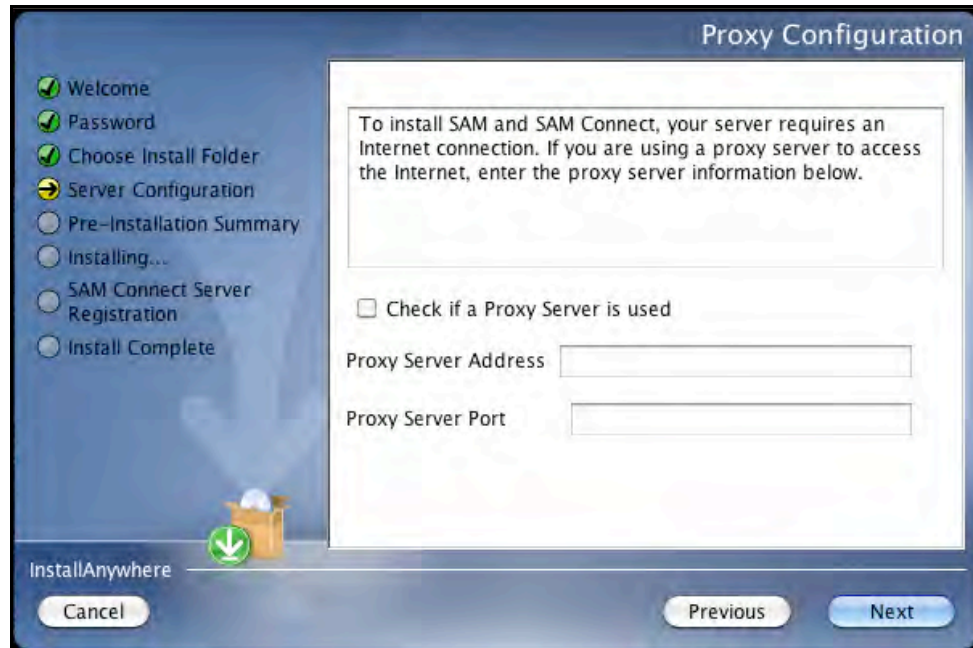 Proxy Configuration
Welcome
Password
Choose Install Folder
Server Configuration
Pre-Installation Summary
Installing...
SAM Connect Server
Registration
Install Complete
To install SAM and SAM Connect, your server requires an
Internet connection. If you are using a proxy server to access
the Internet, enter the proxy server information below.
Check if a Proxy Server is used
Proxy Server Address
Proxy Server Port
InstallAnywhere
Cancel
Previous
Next